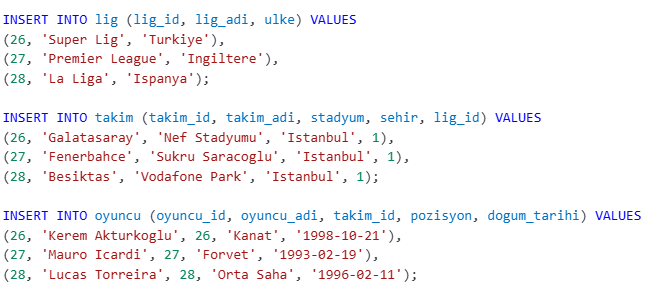 INSERT INTO lig (lig_id, lig_adi, ulke) VALUES
(26, 'Super Lig', 'Turkiye'),
(27, 'Premier League', 'Ingiltere'),
(28, 'La Liga', 'Ispanya');
INSERT INTO takim (takim_id, takim_adi, stadyum, sehir, lig_id) VALUES
(26, 'Galatasaray', 'Nef Stadyumu', 'Istanbul', 1),
(27, 'Fenerbahce', 'Sukru Saracoglu', 'Istanbul', 1),
(28, 'Besiktas', 'Vodafone Park', 'Istanbul', 1);
INSERT INTO oyuncu (oyuncu_id, oyuncu_adi, takim_id, pozisyon, dogum_tarihi) VALUES
(26, 'Kerem Akturkoglu', 26, 'Kanat', '1998-10-21'),
(27, 'Mauro Icardi', 27, 'Forvet', '1993-02-19'),
(28, 'Lucas Torreira', 28, 'Orta Saha', '1996-02-11');